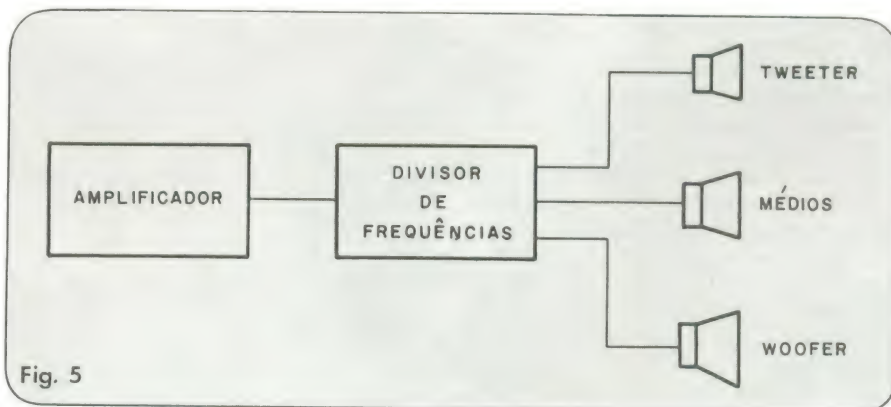 AMPLIFICADOR
DIVISOR
DE
FREQUÊNCIAS
TWEETER
MÉDIOS
WOOFER
Fig. 5